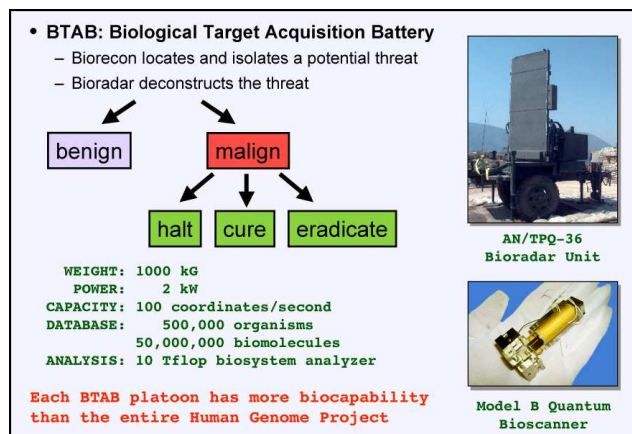 • BTAB: Biological Target Acquisition Battery
– Biorecon locates and isolates a potential threat
– Bioradar deconstructs the threat
benign
malign
halt
cure
eradicate
WEIGHT: 1000 kG
POWER: 2 kW
CAPACITY: 100 coordinates/second
DATABASE: 500,000 organisms
50,000,000 biomolecules
ANALYSIS: 10 Tflop biosystem analyzer
Each BTAB platoon has more biocapability
than the entire Human Genome Project
AN/TPQ-36
Bioradar Unit
Model B Quantum
Bioscanner